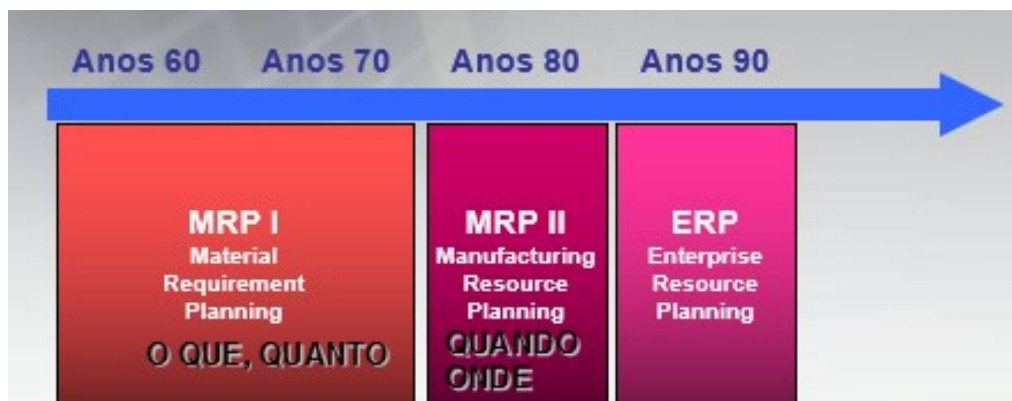 Anos 60 Anos 70 Anos 80 Anos 90
MRP I
Material
Requirement
Planning
O QUE, QUANTO
MRP II
Manufacturing
Resource
Planning
QUANDO
ONDE
ERP
Enterprise
Resource
Planning